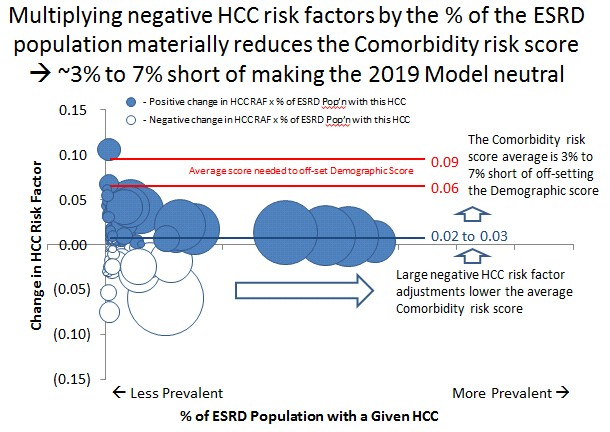 Multiplying negative HCC risk factors by the % of the ESRD
population materially reduces the Comorbidity risk score
→ ~3% to 7% short of making the 2019 Model neutral
- Positive change in HCC RAF x % of ESRD Pop'n with this HCC
- Negative change in HCC RAF x % of ESRD Pop'n with this HCC
Change in HCC Risk Factor
0.15
0.10
0.05
0.00
(0.05)
(0.10)
(0.15)
Average score needed to off-set Demographic Score
0.09
0.06
0.02 to 0.03
The Comorbidity risk
score average is 3% to
7% short of off-setting
the Demographic score
Large negative HCC risk factor
adjustments lower the average
Comorbidity risk score
← Less Prevalent
More Prevalent →
% of ESRD Population with a Given HCC